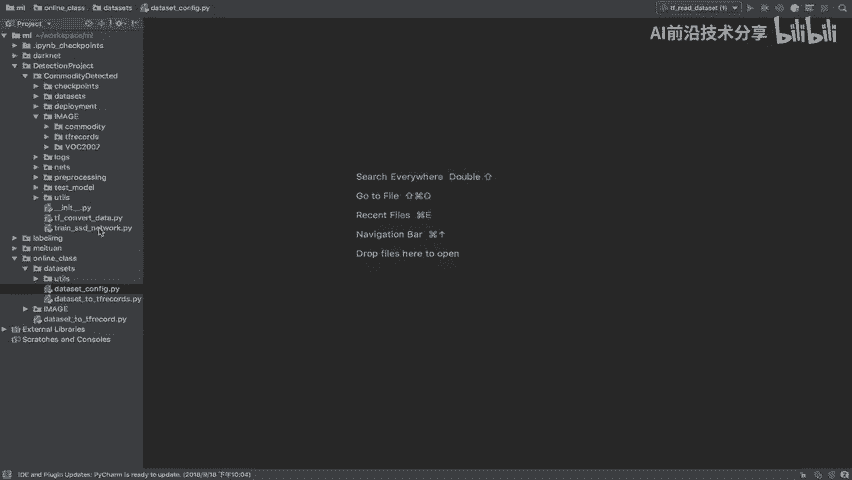 ml online_class datasets dataset_config.py tf_read_dataset (1)
AI前沿技术分享 bilibili
Project
ml ~/workspace/ml
.ipynb_checkpoints
darknet
DetectionProject
CommodityDetected
checkpoints
datasets
deployment
IMAGE
commodity
tfrecords
VOC2007
logs
nets
preprocessing
test_model
utils
__init__.py
tf_convert_data.py
train_ssd_network.py
labelimg
meituan
online_class
datasets
utils
dataset_config.py
dataset_to_tfrecords.py
IMAGE
dataset_to_tfrecord.py
External Libraries
Scratches and Consoles
Search Everywhere Double ⇧
Go to File ⇧⌘O
Recent Files ⌘E
Navigation Bar ⌘↑
Drop files here to open
IDE and Plugin Updates: PyCharm is ready to update. (2018/9/18 下午10:04)